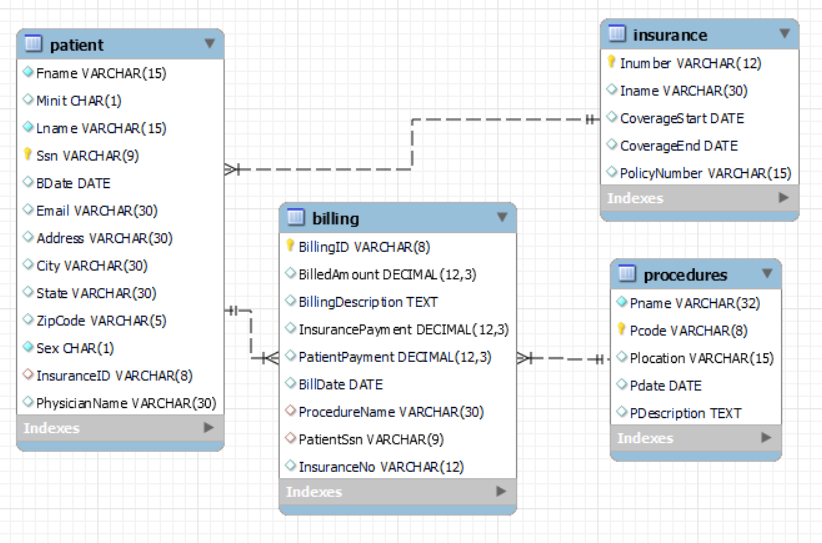 patient
Fname VARCHAR(15)
Minit CHAR(1)
Lname VARCHAR(15)
Ssn VARCHAR(9)
BDate DATE
Email VARCHAR(30)
Address VARCHAR(30)
City VARCHAR(30)
State VARCHAR(30)
ZipCode VARCHAR(5)
Sex CHAR(1)
InsuranceID VARCHAR(8)
PhysicianName VARCHAR(30)
Indexes
billing
BillingID VARCHAR(8)
BilledAmount DECIMAL(12,3)
BillingDescription TEXT
InsurancePayment DECIMAL(12,3)
PatientPayment DECIMAL(12,3)
BillDate DATE
ProcedureName VARCHAR(30)
PatientSsn VARCHAR(9)
InsuranceNo VARCHAR(12)
Indexes
insurance
Inumber VARCHAR(12)
Iname VARCHAR(30)
CoverageStart DATE
CoverageEnd DATE
PolicyNumber VARCHAR(15)
Indexes
procedures
Pname VARCHAR(32)
Pcode VARCHAR(8)
Plocation VARCHAR(15)
Pdate DATE
PDescription TEXT
Indexes